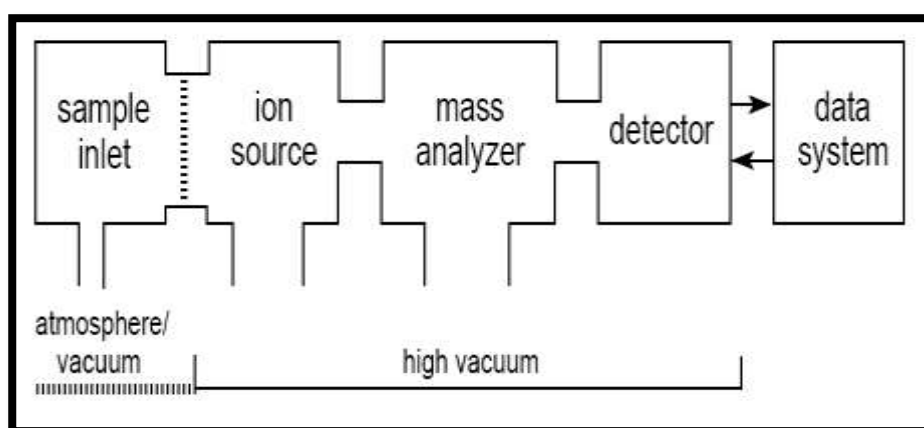 sample
inlet
ion
source
mass
analyzer
detector
data
system
atmosphere/
vacuum
high vacuum